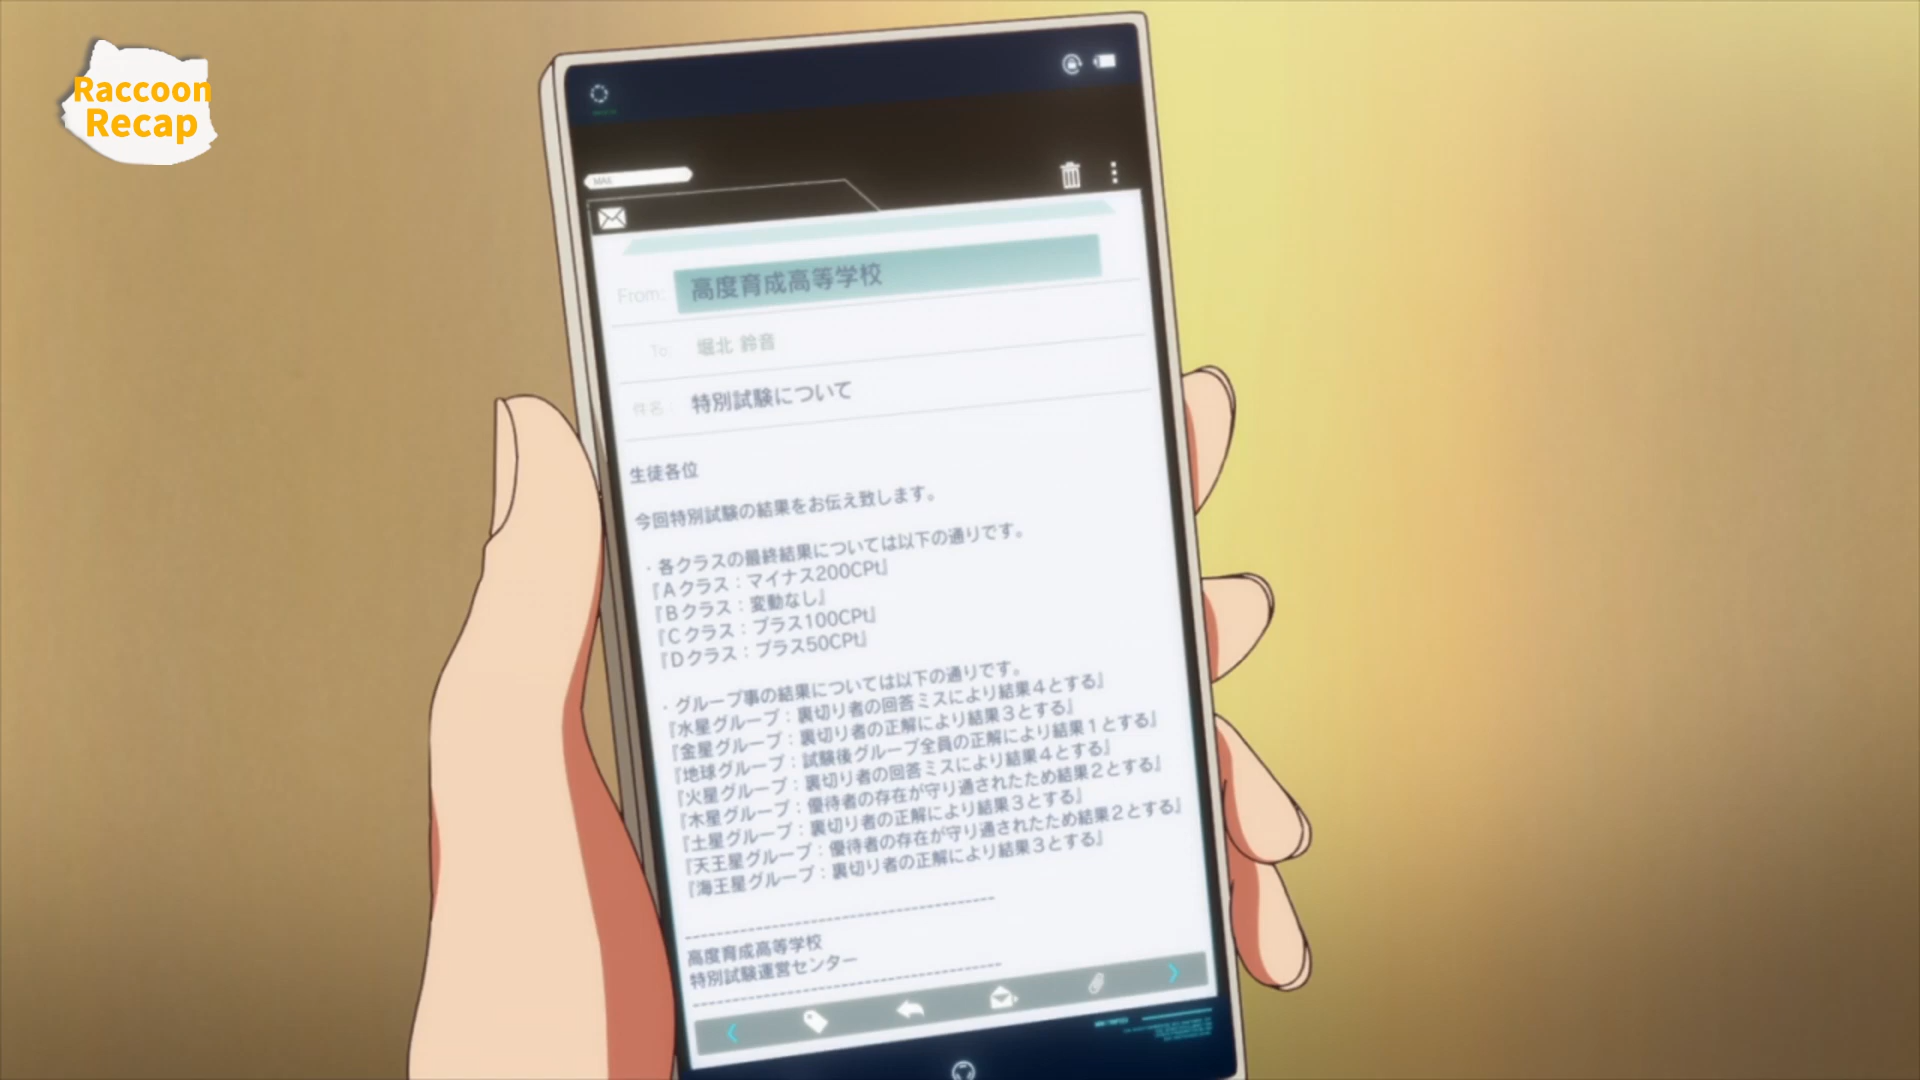 Raccoon
Recap
MAIL
From: 高度育成高等学校
To: 堀北 鈴音
件名: 特別試験について
生徒各位
今回特別試験の結果をお伝え致します。
・各クラスの最終結果については以下の通りです。
『Aクラス：マイナス200CPt』
『Bクラス：変動なし』
『Cクラス：プラス100CPt』
『Dクラス：プラス50CPt』
・グループ事の結果については以下の通りです。
『水星グループ：裏切り者の回答ミスにより結果４とする』
『金星グループ：裏切り者の正解により結果３とする』
『地球グループ：試験後グループ全員の正解により結果１とする』
『火星グループ：裏切り者の回答ミスにより結果４とする』
『木星グループ：優待者の存在が守り通されたため結果２とする』
『土星グループ：裏切り者の正解により結果３とする』
『天王星グループ：優待者の存在が守り通されたため結果２とする』
『海王星グループ：裏切り者の正解により結果３とする』
高度育成高等学校
特別試験運営センター